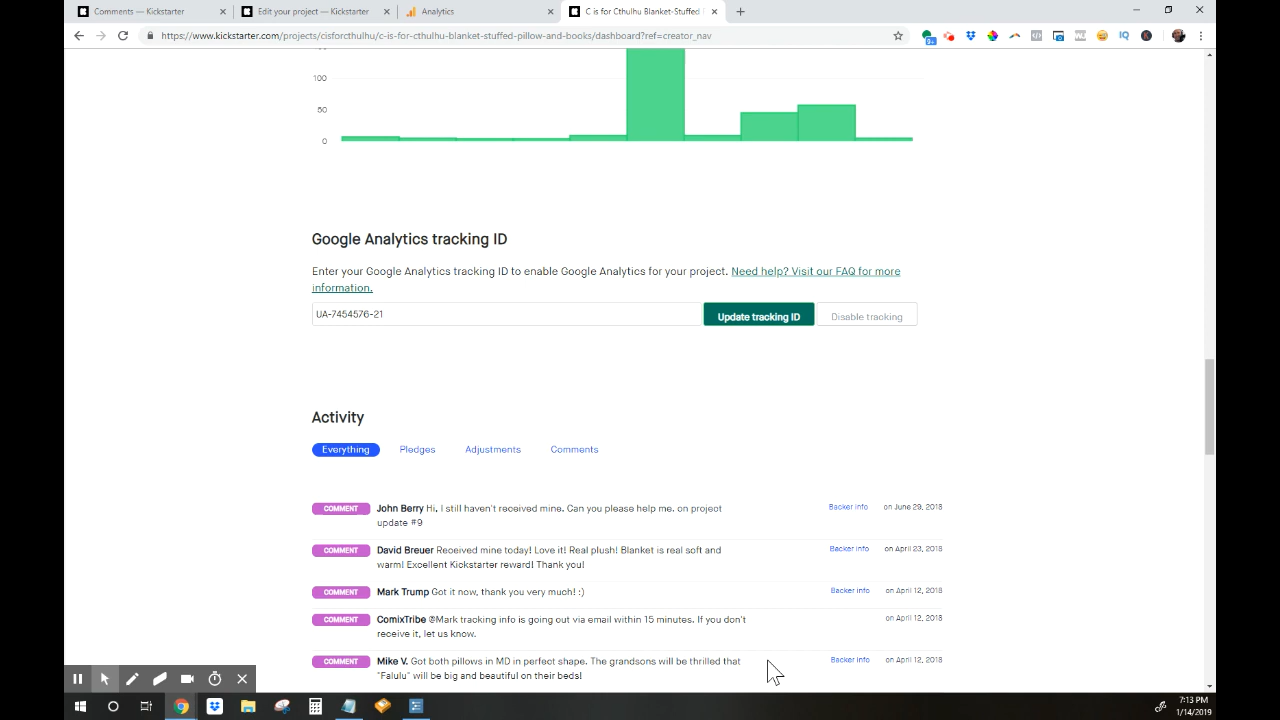 Comments — Kickstarter
Edit your project — Kickstarter
Analytics
C is for Cthulhu Blanket-Stuffed
https://www.kickstarter.com/projects/cisforcthulhu/c-is-for-cthulhu-blanket-stuffed-pillow-and-books/dashboard?ref=creator_nav
9+
IQ
100
50
0
Google Analytics tracking ID
Enter your Google Analytics tracking ID to enable Google Analytics for your project. Need help? Visit our FAQ for more
information.
UA-7454576-21
Update tracking ID
Disable tracking
Activity
Everything
Pledges
Adjustments
Comments
COMMENT John Berry Hi, I still haven't received mine. Can you please help me. on project Backer info on June 29, 2018
update #9
COMMENT David Breuer Received mine today! Love it! Real plush! Blanket is real soft and Backer info on April 23, 2018
warm! Excellent Kickstarter reward! Thank you!
COMMENT Mark Trump Got it now, thank you very much! :) Backer info on April 12, 2018
COMMENT ComixTribe @Mark tracking info is going out via email within 15 minutes. If you don't on April 12, 2018
receive it, let us know.
COMMENT Mike V. Got both pillows in MD in perfect shape. The grandsons will be thrilled that Backer info on April 12, 2018
"Falulu" will be big and beautiful on their beds!
7:13 PM
1/14/2019